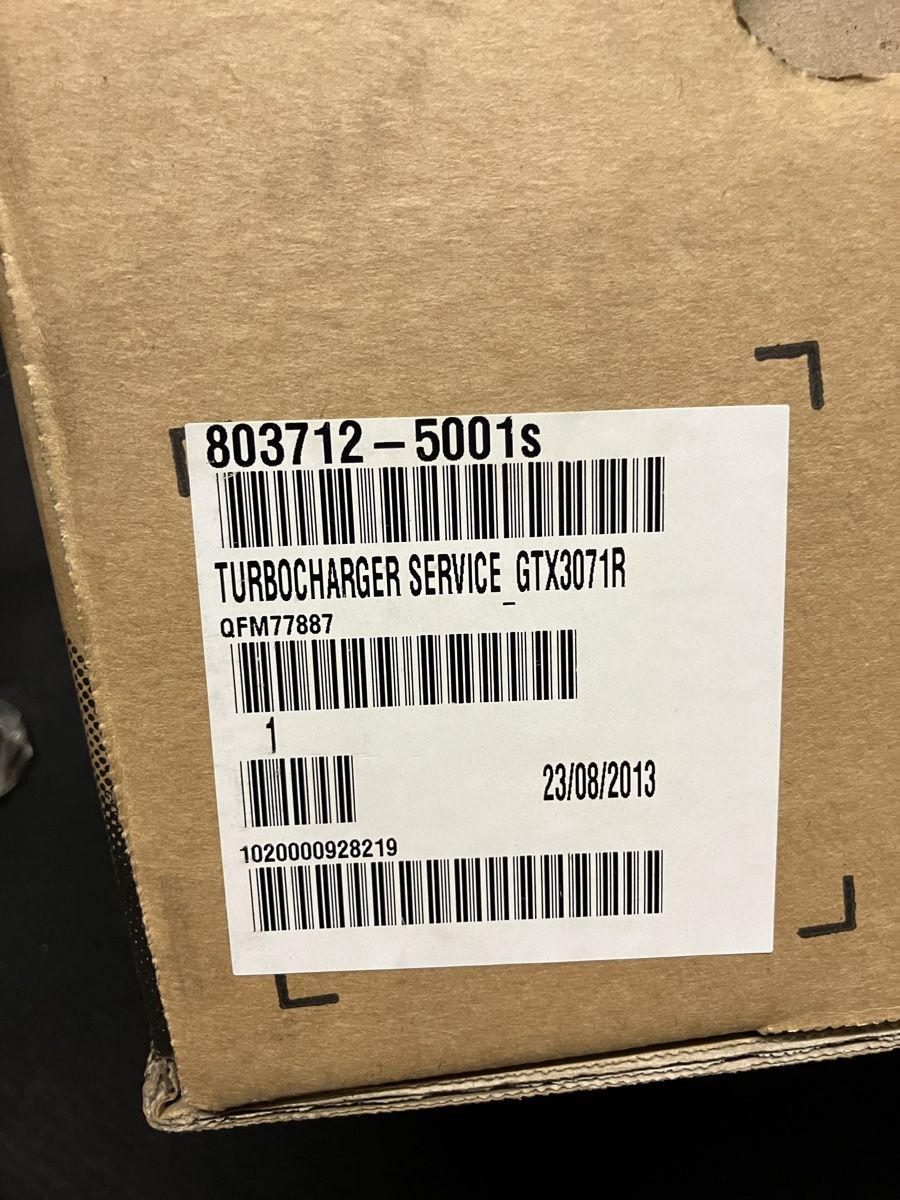 803712-5001s
TURBOCHARGER SERVICE_GTX3071R
QFM77887
1
23/08/2013
1020000928219